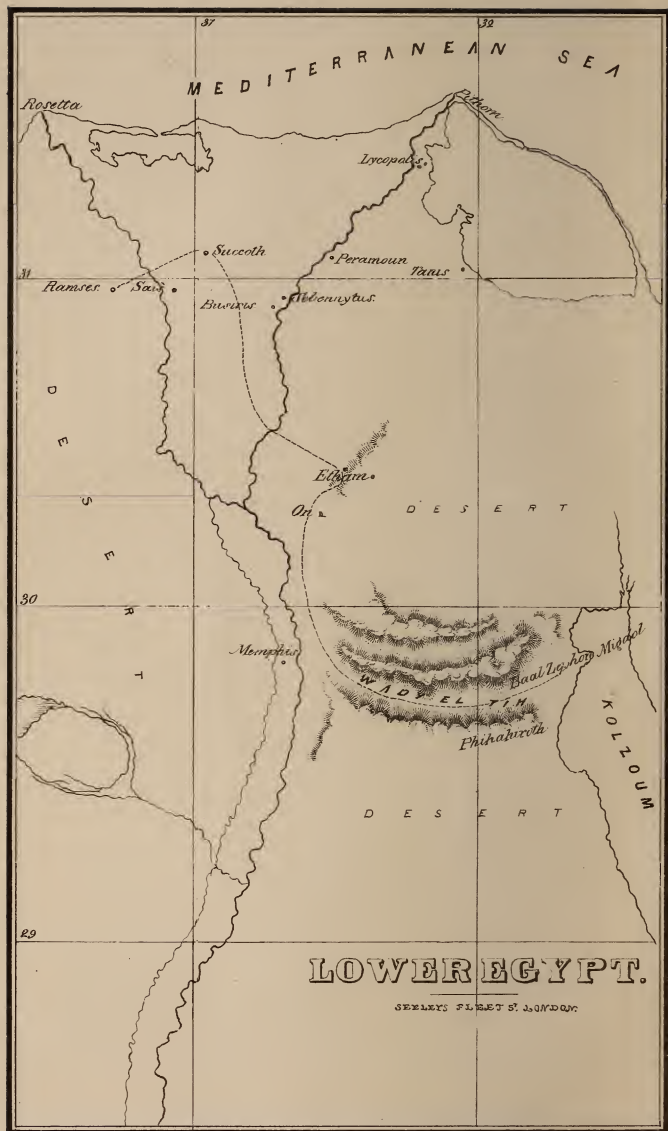 37
32
MEDITERRANEAN SEA
Rosetta
Pithom
Lycopolis
Succoth
Peramoun
Tanis
31
Ramses
Sais
Busiris
DESERT
Etham
On
DESERT
30
Memphis
Baal Zephon Migdol
WADY EL TIH
Phihahiroth
KOLZOUM
DESERT
29
LOWER EGYPT.
SEELEYS FLEET ST. LONDON.